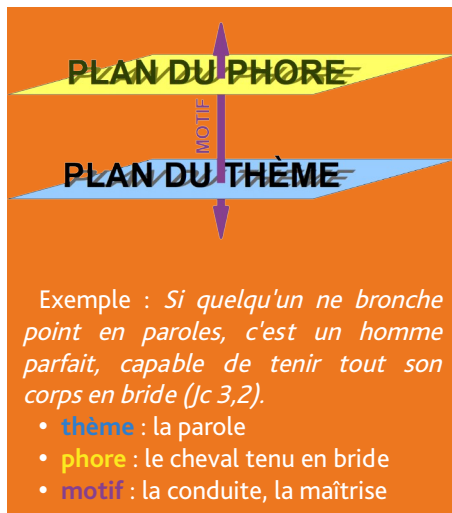 PLAN DU PHORE
MOTIF
PLAN DU THÈME
Exemple : Si quelqu'un ne bronche
point en paroles, c'est un homme
parfait, capable de tenir tout son
corps en bride (Jc 3,2).
• thème : la parole
• phore : le cheval tenu en bride
• motif : la conduite, la maîtrise